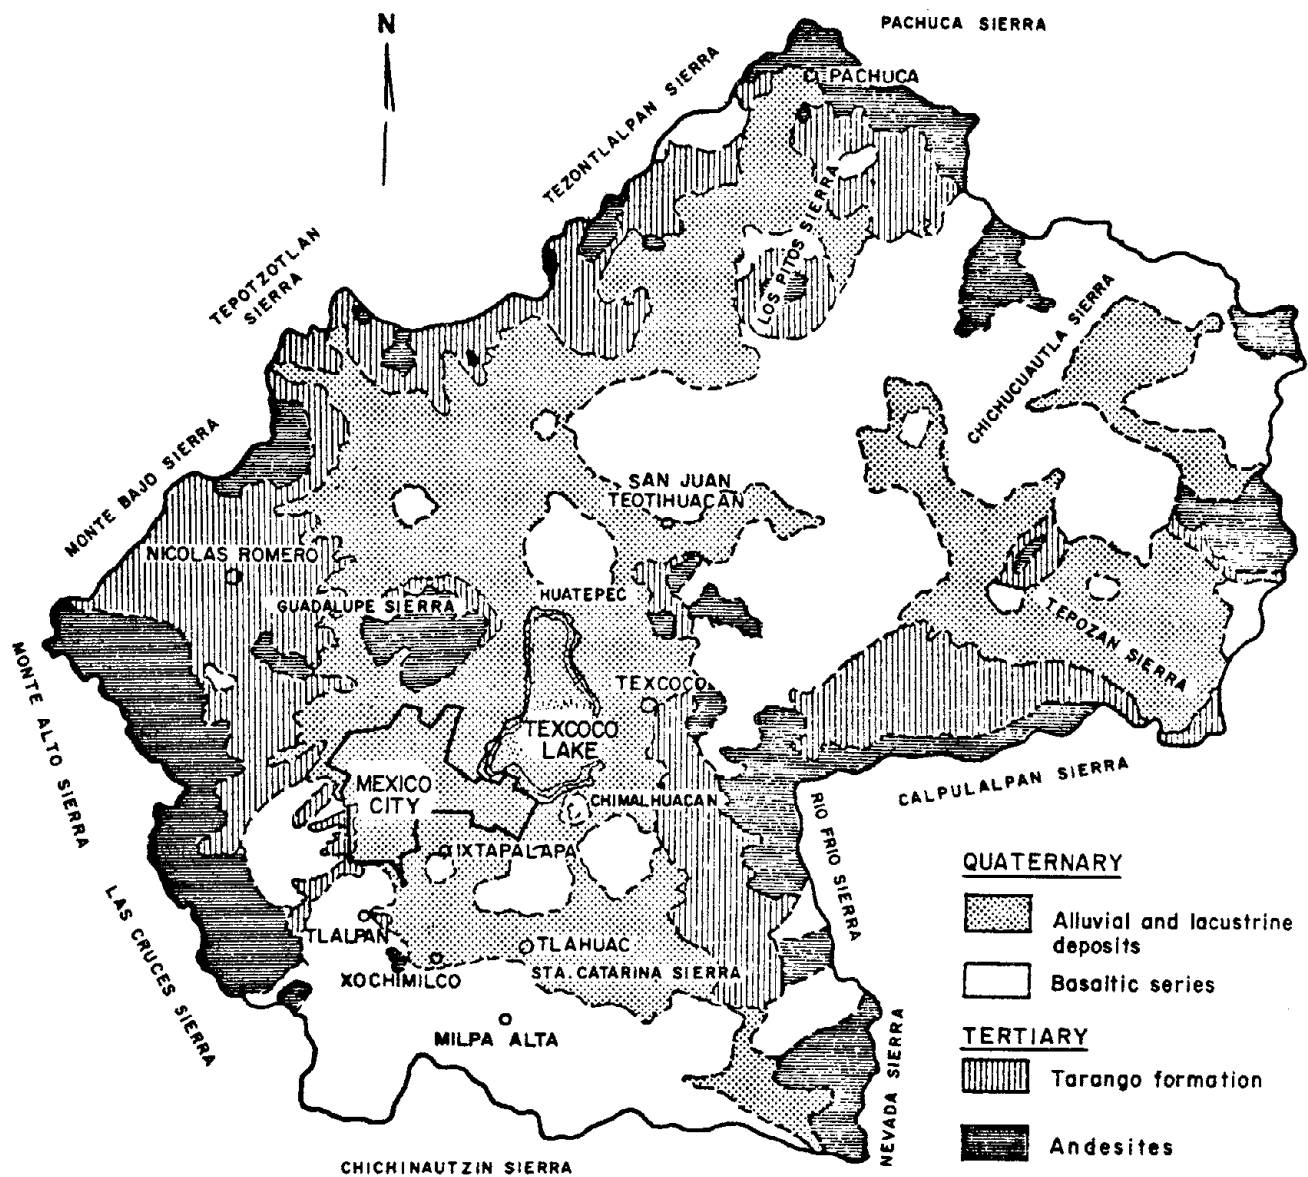 N
PACHUCA SIERRA
PACHUCA
TEZONTLALPAN SIERRA
LOS PITOS SIERRA
TEPOTZOTLAN
SIERRA
CHICHUCUAUTLA SIERRA
MONTE BAJO SIERRA
SAN JUAN
TEOTIHUACAN
NICOLAS ROMERO
HUATEPEC
GUADALUPE SIERRA
TEPOZAN SIERRA
MONTE ALTO SIERRA
TEXCOCO
TEXCOCO
LAKE
MEXICO
CITY
CHIMALHUACAN
CALPULALPAN SIERRA
RIO FRIO SIERRA
IXTAPALAPA
LAS CRUCES SIERRA
TLALPAN
TLAHUAC
XOCHIMILCO
STA. CATARINA SIERRA
MILPA ALTA
NEVADA SIERRA
CHICHINAUTZIN SIERRA
QUATERNARY
Alluvial and lacustrine
deposits
Basaltic series
TERTIARY
Tarango formation
Andesites